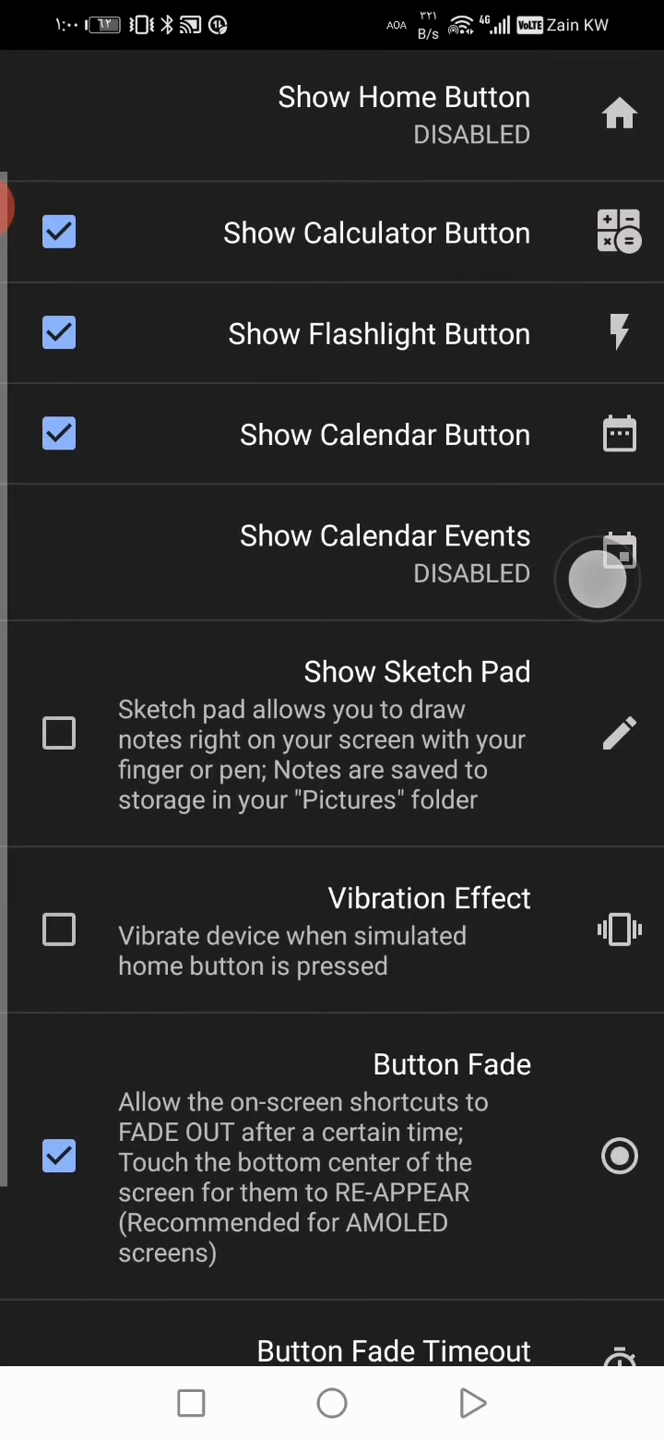 ١:٠٠ ٦٢ AOA ٣٢١ B/s 4G VoLTE Zain KW
Show Home Button
DISABLED
Show Calculator Button
Show Flashlight Button
Show Calendar Button
Show Calendar Events
DISABLED
Show Sketch Pad
Sketch pad allows you to draw
notes right on your screen with your
finger or pen; Notes are saved to
storage in your "Pictures" folder
Vibration Effect
Vibrate device when simulated
home button is pressed
Button Fade
Allow the on-screen shortcuts to
FADE OUT after a certain time;
Touch the bottom center of the
screen for them to RE-APPEAR
(Recommended for AMOLED
screens)
Button Fade Timeout